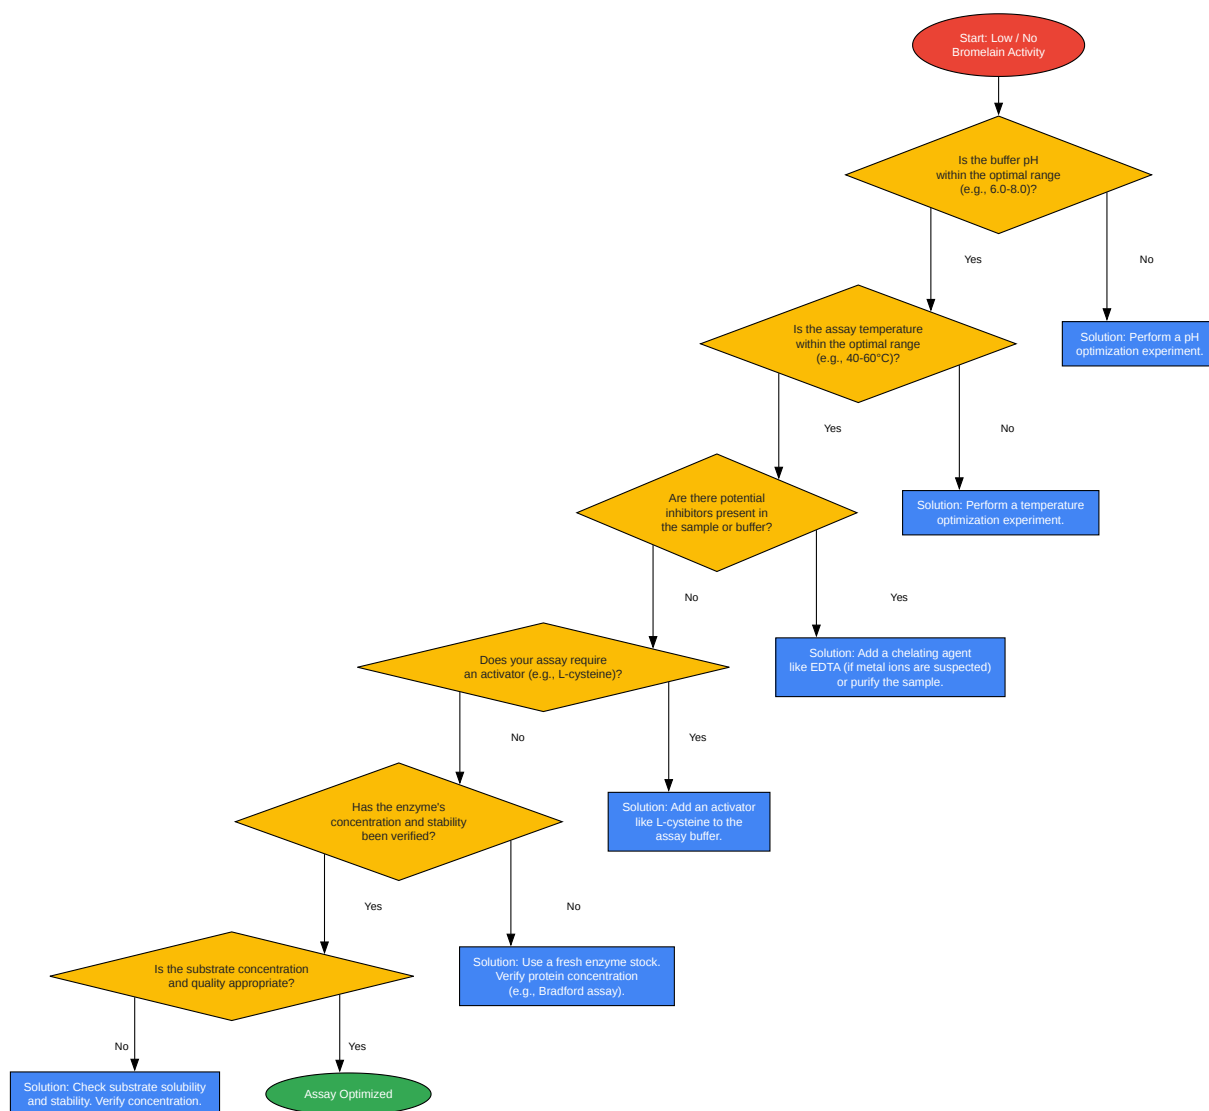 Start: Low / No
Bromelain Activity
Is the buffer pH
within the optimal range
(e.g., 6.0-8.0)?
Yes
No
Is the assay temperature
within the optimal range
(e.g., 40-60°C)?
Solution: Perform a pH
optimization experiment.
Yes
No
Are there potential
inhibitors present in
the sample or buffer?
Solution: Perform a temperature
optimization experiment.
No
Yes
Does your assay require
an activator (e.g., L-cysteine)?
Solution: Add a chelating agent
like EDTA (if metal ions are suspected)
or purify the sample.
No
Yes
Has the enzyme's
concentration and stability
been verified?
Solution: Add an activator
like L-cysteine to the
assay buffer.
Yes
No
Is the substrate concentration
and quality appropriate?
Solution: Use a fresh enzyme stock.
Verify protein concentration
(e.g., Bradford assay).
No
Yes
Solution: Check substrate solubility
and stability. Verify concentration.
Assay Optimized